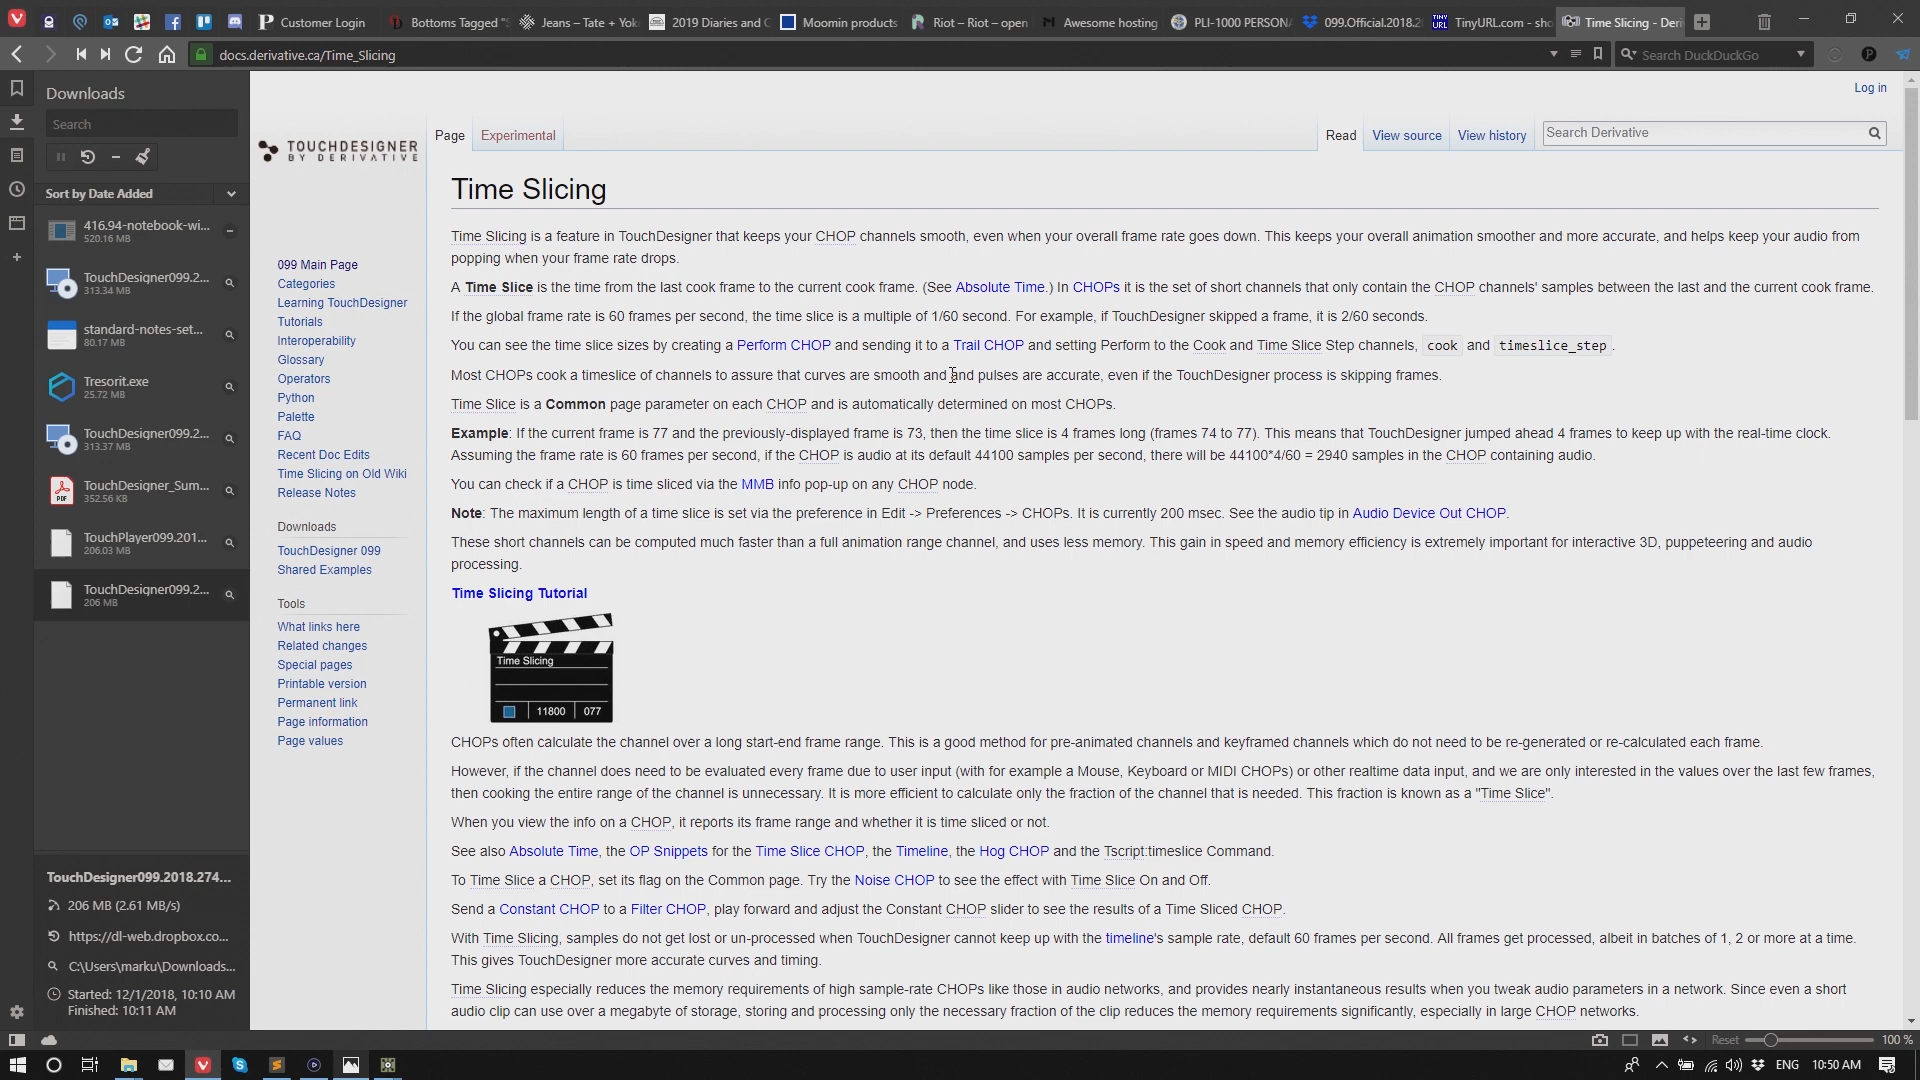 Customer Login
Bottoms Tagged "S
Jeans – Tate + Yok
2019 Diaries and C
Moomin products
Riot – Riot – open
Awesome hosting
PLI-1000 PERSONA
099.Official.2018.2
TINY URL
TinyURL.com - sho
Time Slicing - Deri
docs.derivative.ca/Time_Slicing
Search DuckDuckGo
Downloads
Search
Sort by Date Added
416.94-notebook-wi...
520.16 MB
TouchDesigner099.2...
313.34 MB
standard-notes-set...
80.17 MB
Tresorit.exe
25.72 MB
TouchDesigner099.2...
313.37 MB
TouchDesigner_Sum...
352.56 KB
TouchPlayer099.201...
206.03 MB
TouchDesigner099.2...
206 MB
TouchDesigner099.2018.274...
206 MB (2.61 MB/s)
https://dl-web.dropbox.co...
C:\Users\marku\Downloads...
Started: 12/1/2018, 10:10 AM
Finished: 10:11 AM
TOUCHDESIGNER
BY DERIVATIVE
099 Main Page
Categories
Learning TouchDesigner
Tutorials
Interoperability
Glossary
Operators
Python
Palette
FAQ
Recent Doc Edits
Time Slicing on Old Wiki
Release Notes
Downloads
TouchDesigner 099
Shared Examples
Tools
What links here
Related changes
Special pages
Printable version
Permanent link
Page information
Page values
Log in
Page
Experimental
Read
View source
View history
Search Derivative
Time Slicing
Time Slicing is a feature in TouchDesigner that keeps your CHOP channels smooth, even when your overall frame rate goes down. This keeps your overall animation smoother and more accurate, and helps keep your audio from
popping when your frame rate drops.
A Time Slice is the time from the last cook frame to the current cook frame. (See Absolute Time.) In CHOPs it is the set of short channels that only contain the CHOP channels' samples between the last and the current cook frame.
If the global frame rate is 60 frames per second, the time slice is a multiple of 1/60 second. For example, if TouchDesigner skipped a frame, it is 2/60 seconds.
You can see the time slice sizes by creating a Perform CHOP and sending it to a Trail CHOP and setting Perform to the Cook and Time Slice Step channels, cook and timeslice_step.
Most CHOPs cook a timeslice of channels to assure that curves are smooth and and pulses are accurate, even if the TouchDesigner process is skipping frames.
Time Slice is a Common page parameter on each CHOP and is automatically determined on most CHOPs.
Example: If the current frame is 77 and the previously-displayed frame is 73, then the time slice is 4 frames long (frames 74 to 77). This means that TouchDesigner jumped ahead 4 frames to keep up with the real-time clock.
Assuming the frame rate is 60 frames per second, if the CHOP is audio at its default 44100 samples per second, there will be 44100*4/60 = 2940 samples in the CHOP containing audio.
You can check if a CHOP is time sliced via the MMB info pop-up on any CHOP node.
Note: The maximum length of a time slice is set via the preference in Edit -> Preferences -> CHOPs. It is currently 200 msec. See the audio tip in Audio Device Out CHOP.
These short channels can be computed much faster than a full animation range channel, and uses less memory. This gain in speed and memory efficiency is extremely important for interactive 3D, puppeteering and audio
processing.
Time Slicing Tutorial
Time Slicing
11800 077
CHOPs often calculate the channel over a long start-end frame range. This is a good method for pre-animated channels and keyframed channels which do not need to be re-generated or re-calculated each frame.
However, if the channel does need to be evaluated every frame due to user input (with for example a Mouse, Keyboard or MIDI CHOPs) or other realtime data input, and we are only interested in the values over the last few frames,
then cooking the entire range of the channel is unnecessary. It is more efficient to calculate only the fraction of the channel that is needed. This fraction is known as a "Time Slice".
When you view the info on a CHOP, it reports its frame range and whether it is time sliced or not.
See also Absolute Time, the OP Snippets for the Time Slice CHOP, the Timeline, the Hog CHOP and the Tscript:timeslice Command.
To Time Slice a CHOP, set its flag on the Common page. Try the Noise CHOP to see the effect with Time Slice On and Off.
Send a Constant CHOP to a Filter CHOP, play forward and adjust the Constant CHOP slider to see the results of a Time Sliced CHOP.
With Time Slicing, samples do not get lost or un-processed when TouchDesigner cannot keep up with the timeline's sample rate, default 60 frames per second. All frames get processed, albeit in batches of 1, 2 or more at a time.
This gives TouchDesigner more accurate curves and timing.
Time Slicing especially reduces the memory requirements of high sample-rate CHOPs like those in audio networks, and provides nearly instantaneous results when you tweak audio parameters in a network. Since even a short
audio clip can use over a megabyte of storage, storing and processing only the necessary fraction of the clip reduces the memory requirements significantly, especially in large CHOP networks.
Reset
100 %
ENG
10:50 AM